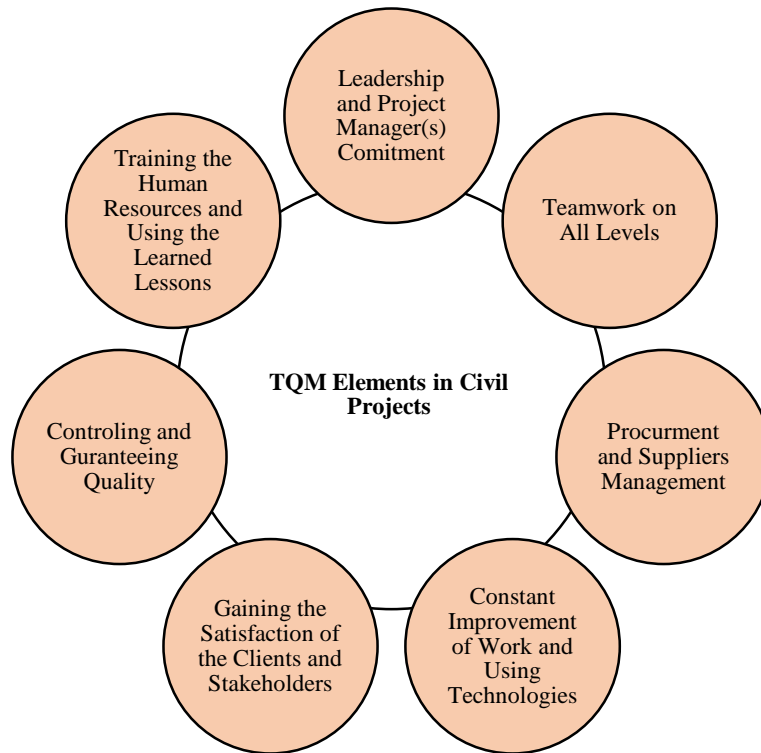 Leadership
and Project
Manager(s)
Comitment
Teamwork on
All Levels
Procurment
and Suppliers
Management
Constant
Improvement
of Work and
Using
Technologies
Gaining the
Satisfaction of
the Clients and
Stakeholders
Controling and
Guranteeing
Quality
Training the
Human
Resources and
Using the
Learned
Lessons
TQM Elements in Civil
Projects